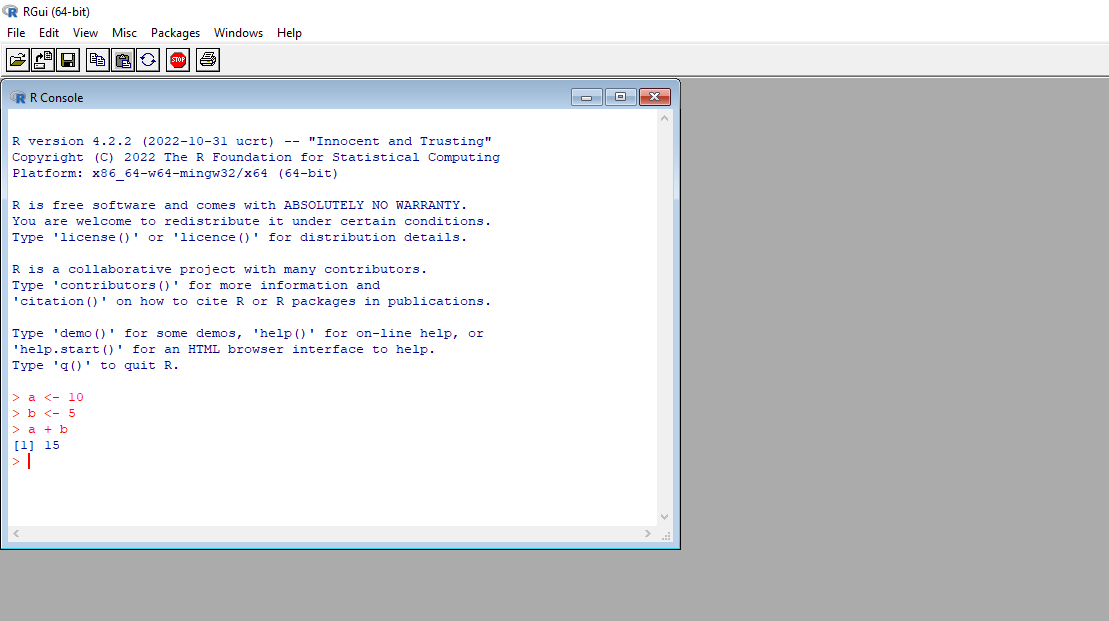 RGui (64-bit)
File Edit View Misc Packages Windows Help
STOP
R Console
R version 4.2.2 (2022-10-31 ucrt) -- "Innocent and Trusting"
Copyright (C) 2022 The R Foundation for Statistical Computing
Platform: x86_64-w64-mingw32/x64 (64-bit)
R is free software and comes with ABSOLUTELY NO WARRANTY.
You are welcome to redistribute it under certain conditions.
Type 'license()' or 'licence()' for distribution details.
R is a collaborative project with many contributors.
Type 'contributors()' for more information and
'citation()' on how to cite R or R packages in publications.
Type 'demo()' for some demos, 'help()' for on-line help, or
'help.start()' for an HTML browser interface to help.
Type 'q()' to quit R.
> a <- 10
> b <- 5
> a + b
[1] 15
>